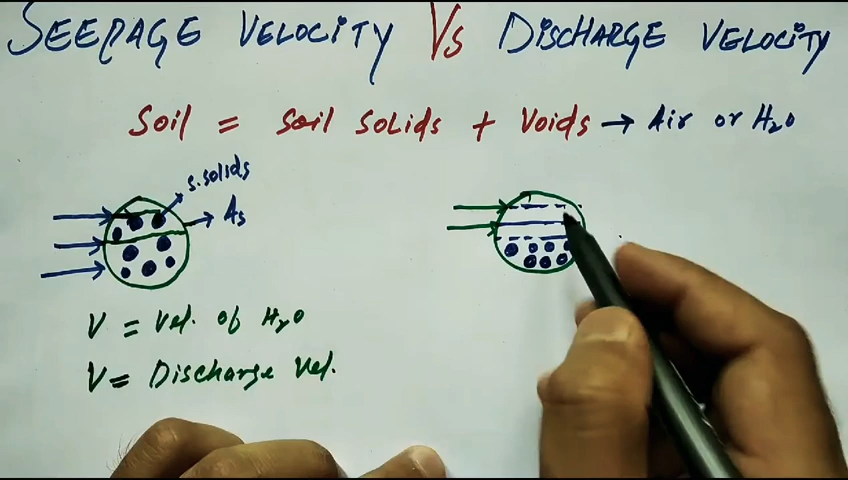 SEEPAGE VELOCITY Vs DISCHARGE VELOCITY
Soil = Soil Solids + Voids → Air or H2O
S.Solids
As
V = Vel. of H2O
V = Discharge Vel.